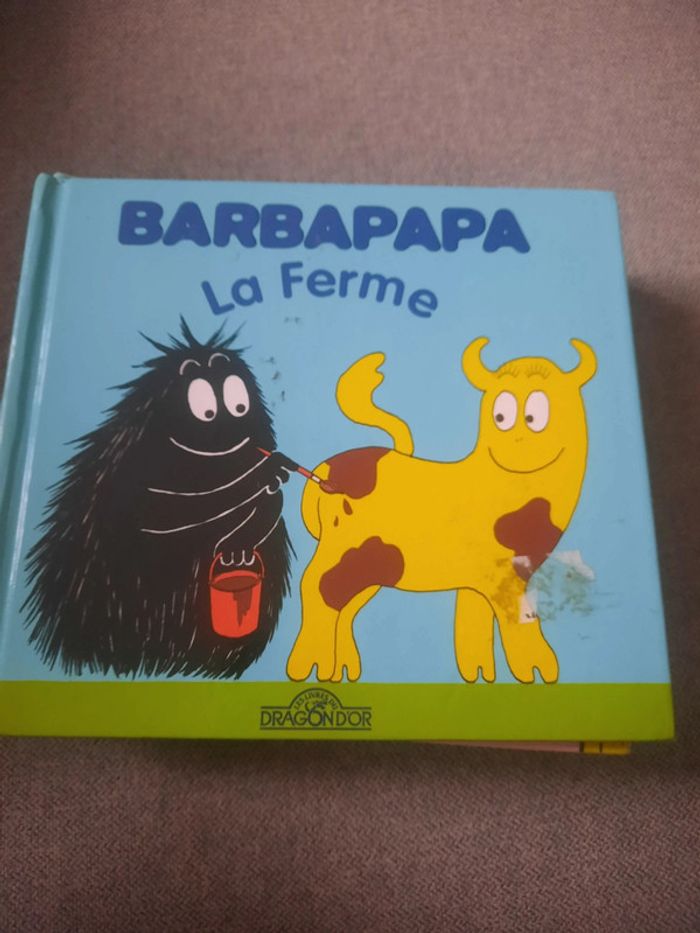 BARBAPAPA
La Ferme
LES LIVRES DU
DRAGON D'OR